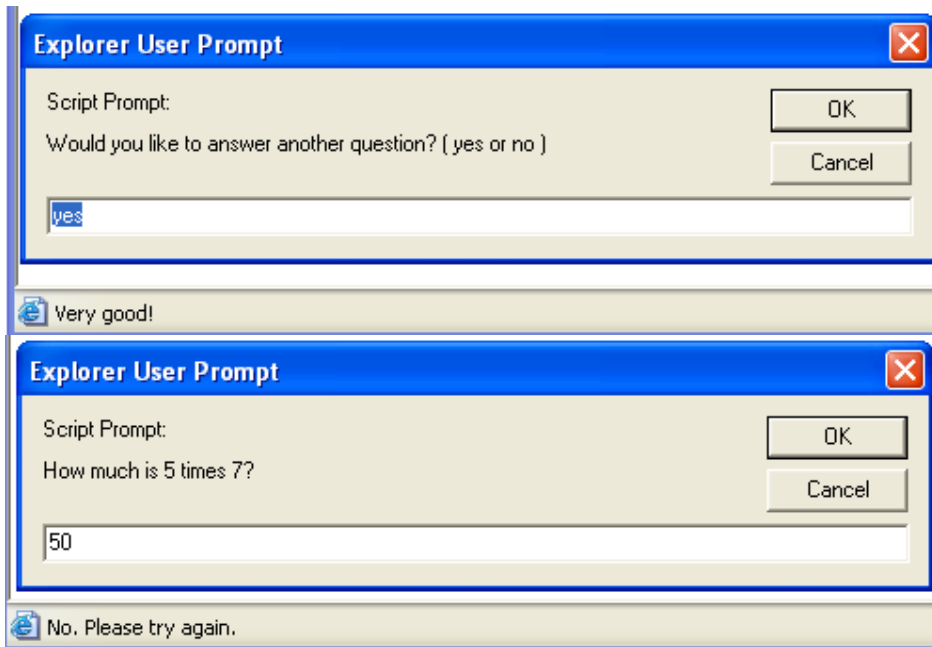 Explorer User Prompt
Script Prompt:
OK
Would you like to answer another question? ( yes or no )
Cancel
yes
Very good!
Explorer User Prompt
Script Prompt:
OK
How much is 5 times 7?
Cancel
50
No. Please try again.